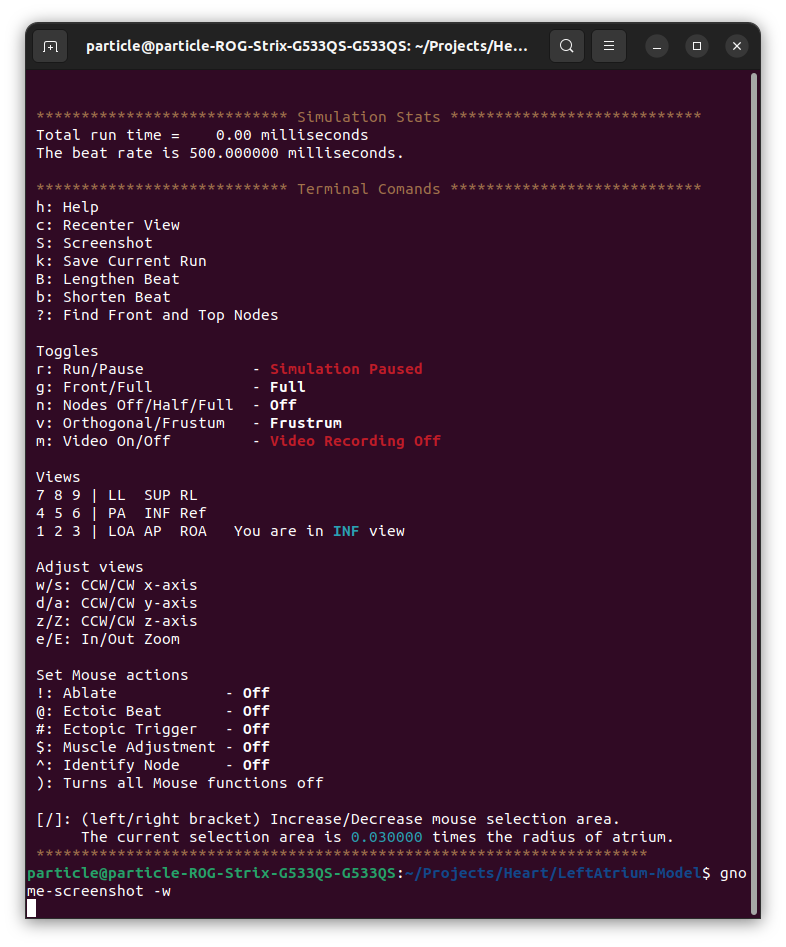 particle@particle-ROG-Strix-G533QS-G533QS: ~/Projects/He...
**************************** Simulation Stats ****************************
Total run time =    0.00 milliseconds
The beat rate is 500.000000 milliseconds.
**************************** Terminal Comands ****************************
h: Help
c: Recenter View
S: Screenshot
k: Save Current Run
B: Lengthen Beat
b: Shorten Beat
?: Find Front and Top Nodes
Toggles
r: Run/Pause            - Simulation Paused
g: Front/Full           - Full
n: Nodes Off/Half/Full  - Off
v: Orthogonal/Frustum   - Frustrum
m: Video On/Off         - Video Recording Off
Views
7 8 9 | LL  SUP RL
4 5 6 | PA  INF Ref
1 2 3 | LOA AP  ROA   You are in INF view
Adjust views
w/s: CCW/CW x-axis
d/a: CCW/CW y-axis
z/Z: CCW/CW z-axis
e/E: In/Out Zoom
Set Mouse actions
!: Ablate            - Off
@: Ectoic Beat       - Off
#: Ectopic Trigger   - Off
$: Muscle Adjustment - Off
^: Identify Node     - Off
): Turns all Mouse functions off
[/]: (left/right bracket) Increase/Decrease mouse selection area.
     The current selection area is 0.030000 times the radius of atrium.
********************************************************************
particle@particle-ROG-Strix-G533QS-G533QS:~/Projects/Heart/LeftAtrium-Model$ gno
me-screenshot -w